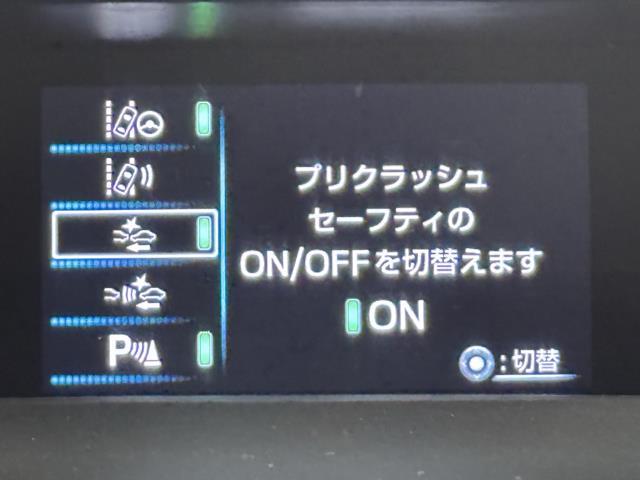 プリクラッシュ
セーフティの
ON/OFFを切替えます
ON
:切替
P